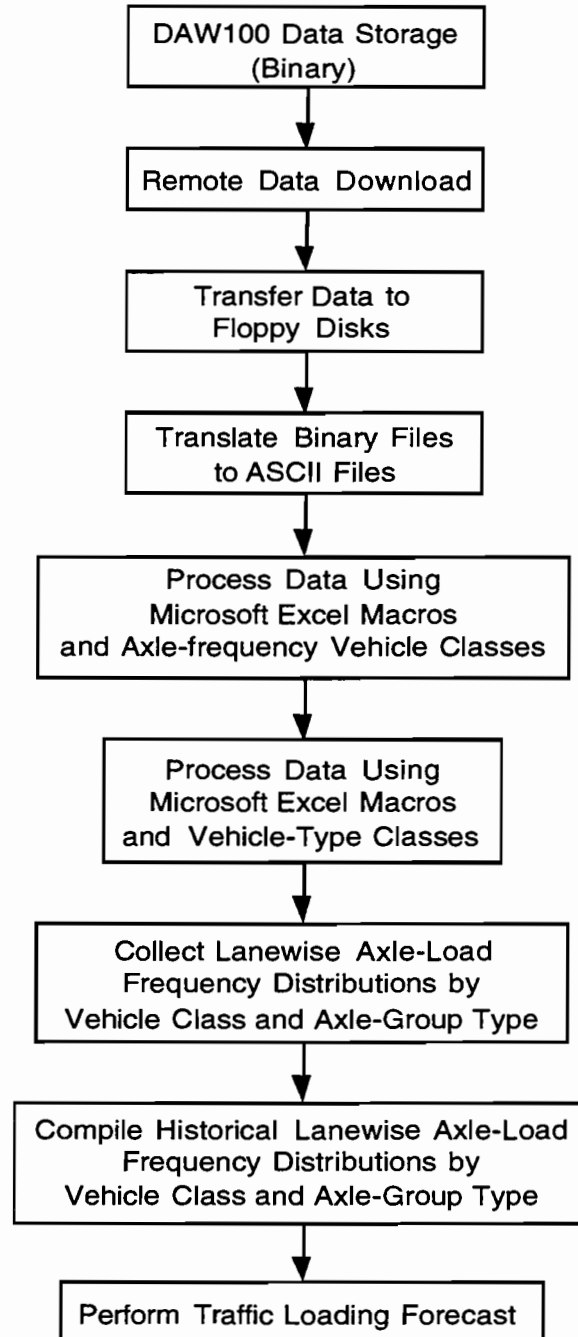 DAW100 Data Storage
(Binary)
Remote Data Download
Transfer Data to
Floppy Disks
Translate Binary Files
to ASCII Files
Process Data Using
Microsoft Excel Macros
and Axle-frequency Vehicle Classes
Process Data Using
Microsoft Excel Macros
and Vehicle-Type Classes
Collect Lanewise Axle-Load
Frequency Distributions by
Vehicle Class and Axle-Group Type
Compile Historical Lanewise Axle-Load
Frequency Distributions by
Vehicle Class and Axle-Group Type
Perform Traffic Loading Forecast